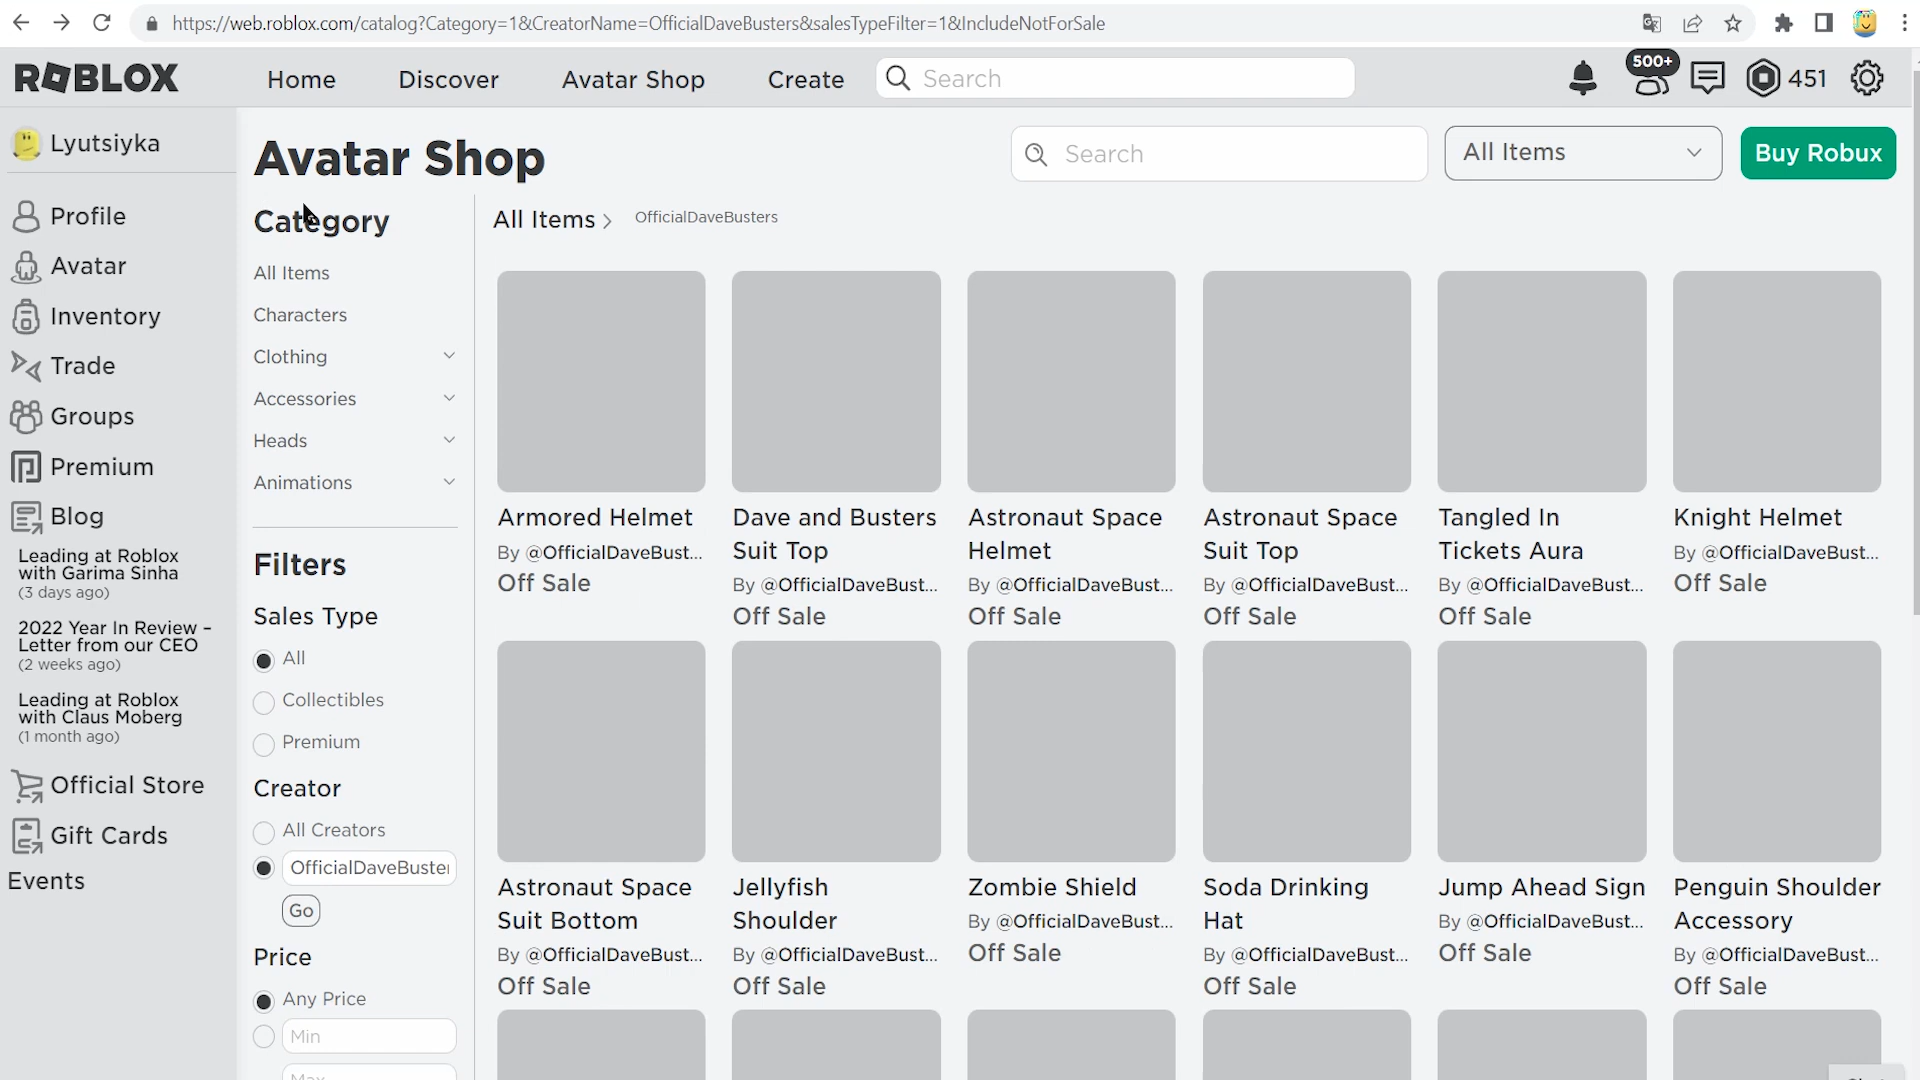 https://web.roblox.com/catalog?Category=1&CreatorName=OfficialDaveBusters&salesTypeFilter=1&IncludeNotForSale
ROBLOX
Home
Discover
Avatar Shop
Create
Search
500+
451
Lyutsiyka
Profile
Avatar
Inventory
Trade
Groups
Premium
Blog
Leading at Roblox
with Garima Sinha
(3 days ago)
2022 Year In Review –
Letter from our CEO
(2 weeks ago)
Leading at Roblox
with Claus Moberg
(1 month ago)
Official Store
Gift Cards
Events
Avatar Shop
Search
All Items
Buy Robux
Category
All Items
Characters
Clothing
Accessories
Heads
Animations
Filters
Sales Type
All
Collectibles
Premium
Creator
All Creators
OfficialDaveBuster
Go
Price
Any Price
Min
Max
All Items
OfficialDaveBusters
Armored Helmet
By @OfficialDaveBust...
Off Sale
Dave and Busters
Suit Top
By @OfficialDaveBust...
Off Sale
Astronaut Space
Helmet
By @OfficialDaveBust...
Off Sale
Astronaut Space
Suit Top
By @OfficialDaveBust...
Off Sale
Tangled In
Tickets Aura
By @OfficialDaveBust...
Off Sale
Knight Helmet
By @OfficialDaveBust...
Off Sale
Astronaut Space
Suit Bottom
By @OfficialDaveBust...
Off Sale
Jellyfish
Shoulder
By @OfficialDaveBust...
Off Sale
Zombie Shield
By @OfficialDaveBust...
Off Sale
Soda Drinking
Hat
By @OfficialDaveBust...
Off Sale
Jump Ahead Sign
By @OfficialDaveBust...
Off Sale
Penguin Shoulder
Accessory
By @OfficialDaveBust...
Off Sale